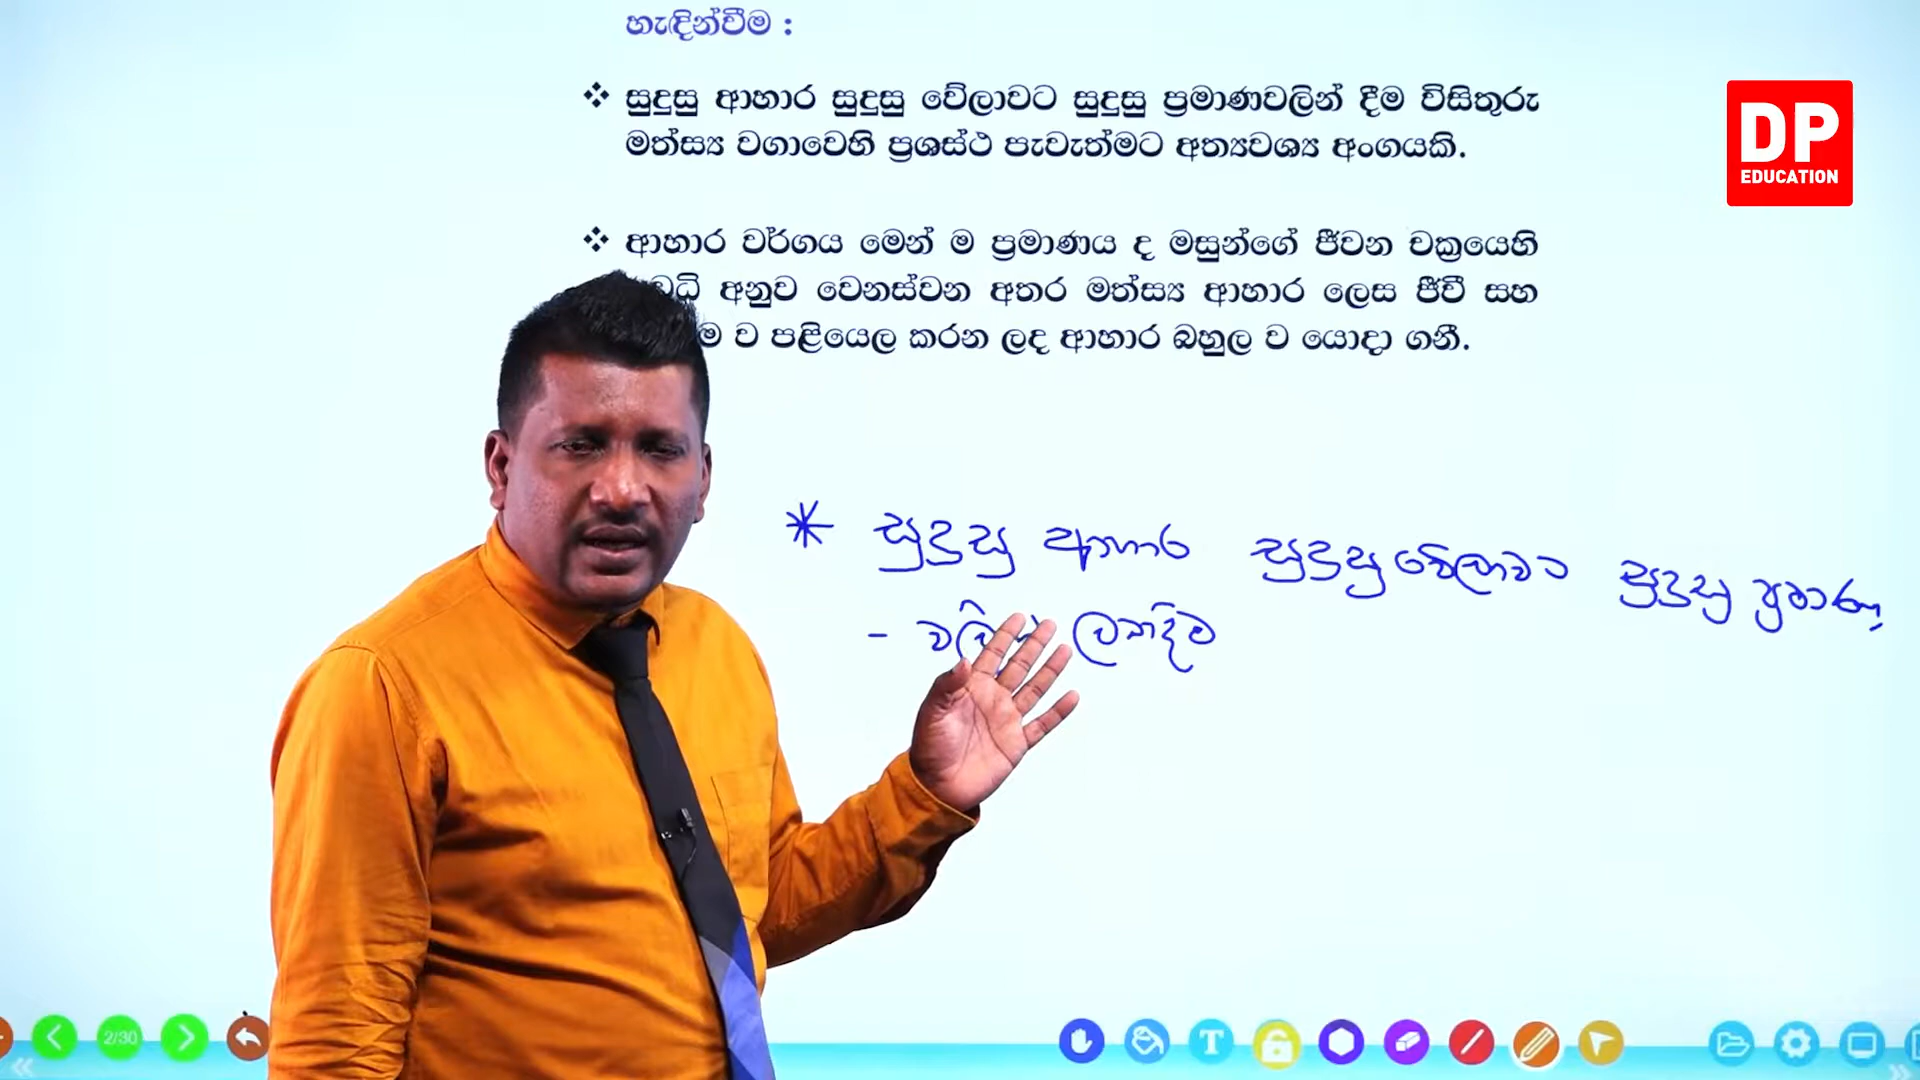 හැඳින්වීම :
❖ සුදුසු ආහාර සුදුසු වේලාවට සුදුසු ප්‍රමාණවලින් දීම විසිතුරු
මත්ස්‍ය වගාවෙහි ප්‍රශස්ථ පැවැත්මට අත්‍යවශ්‍ය අංගයකි.
DP
EDUCATION
❖ ආහාර වර්ගය මෙන් ම ප්‍රමාණය ද මසුන්ගේ ජීවන චක්‍රයෙහි
අනුව වෙනස්වන අතර මත්ස්‍ය ආහාර ලෙස ජීවී සහ
ව පළියෙල කරන ලද ආහාර බහුල ව යොදා ගනී.
* සුදුසු ආහාර සුදුසු වේලාවට සුදුසු ප්‍රමාණ
2/30
T